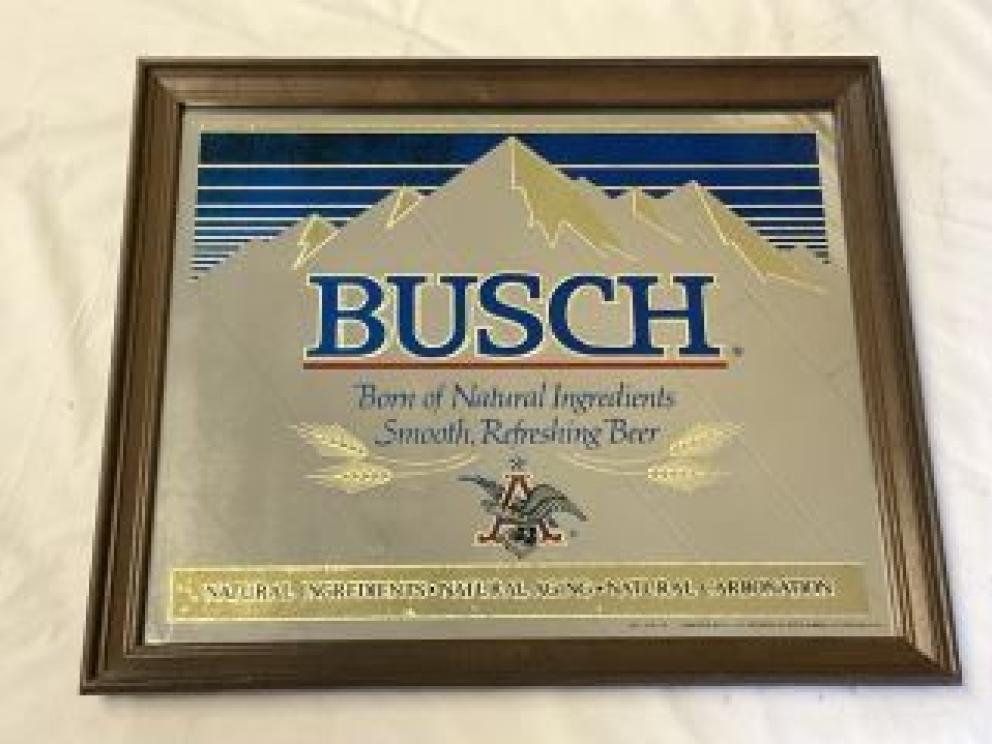 BUSCH®
Born of Natural Ingredients
Smooth, Refreshing Beer
A
NATURAL INGREDIENTS • NATURAL AGING • NATURAL CARBONATION